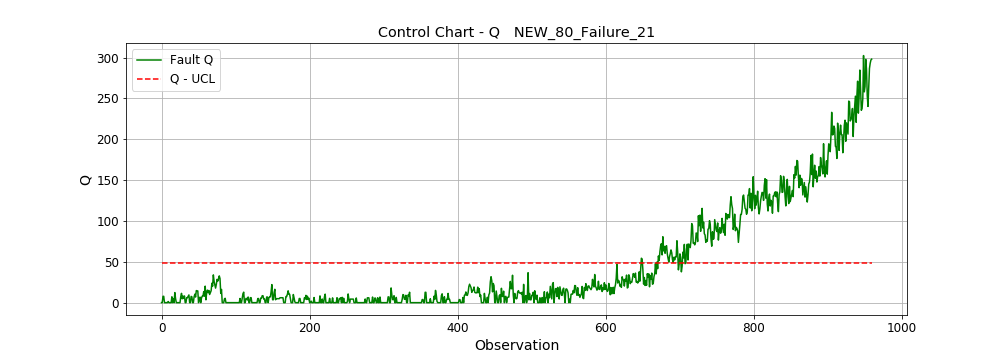 Control Chart - Q   NEW_80_Failure_21
Fault Q
Q - UCL
300
250
200
150
100
50
0
Q
0 200 400 600 800 1000
Observation